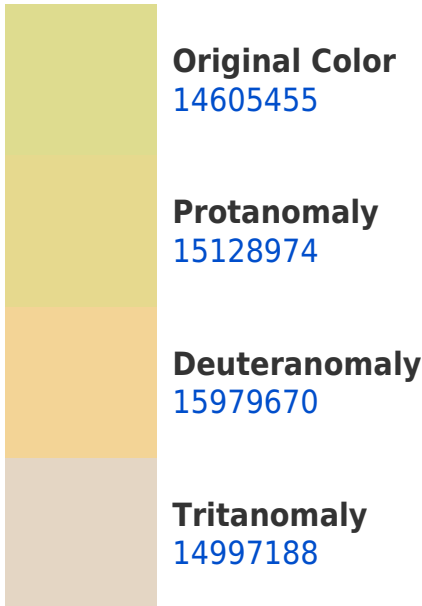 Original Color
14605455
Protanomaly
15128974
Deuteranomaly
15979670
Tritanomaly
14997188